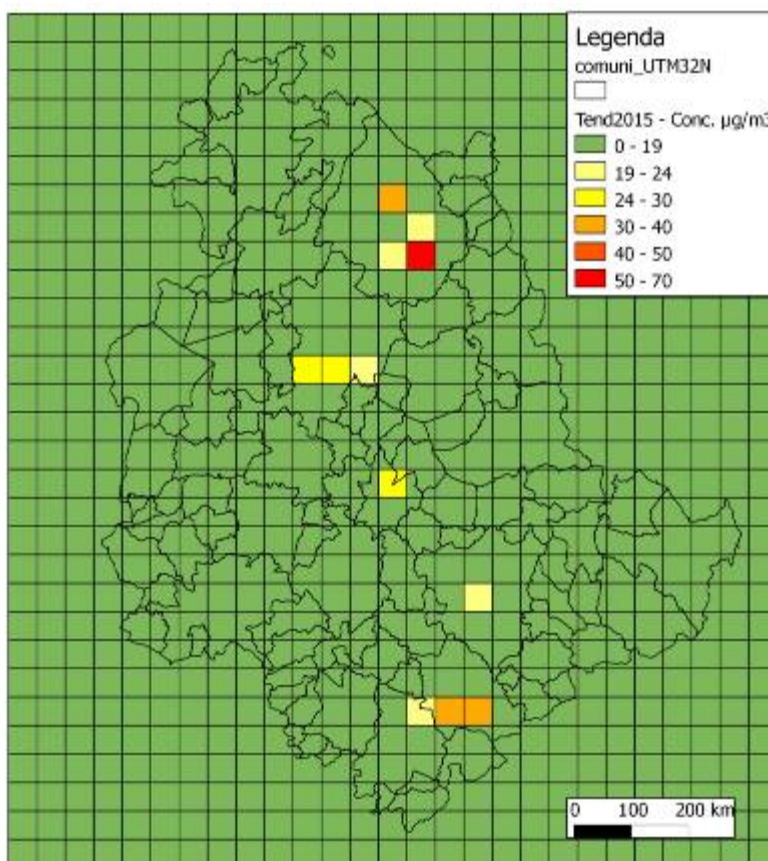 Legenda
comuni_UTM32N
Tend2015 - Conc. µg/m3
0 - 19
19 - 24
24 - 30
30 - 40
40 - 50
50 - 70
0 100 200 km